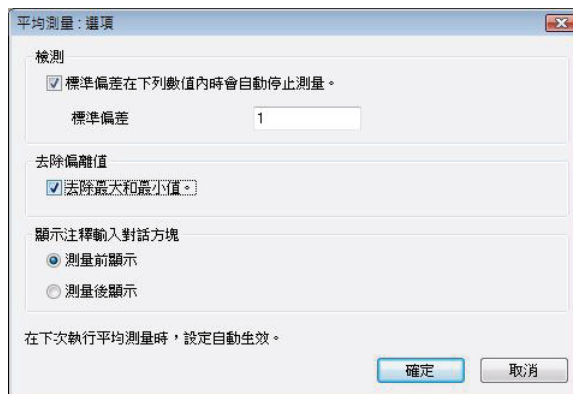 平均測量 : 選項
檢測
標準偏差在下列數值內時會自動停止測量。
標準偏差 1
去除偏離值
去除最大和最小值。
顯示注釋輸入對話方塊
測量前顯示
測量後顯示
在下次執行平均測量時，設定自動生效。
確定 取消